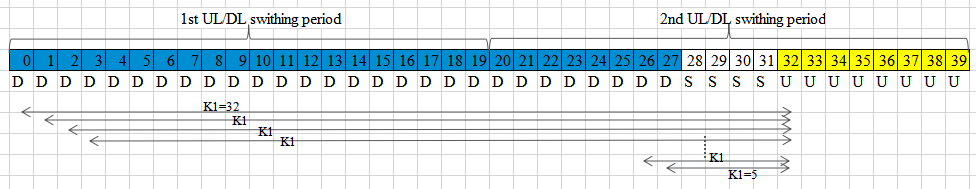 1st UL/DL swithing period 2nd UL/DL swithing period
0 1 2 3 4 5 6 7 8 9 10 11 12 13 14 15 16 17 18 19 20 21 22 23 24 25 26 27 28 29 30 31 32 33 34 35 36 37 38 39
D D D D D D D D D D D D D D D D D D D D D D D D D D D D S S S S U U U U U U U U
K1=32
K1
K1
K1
K1
K1=5